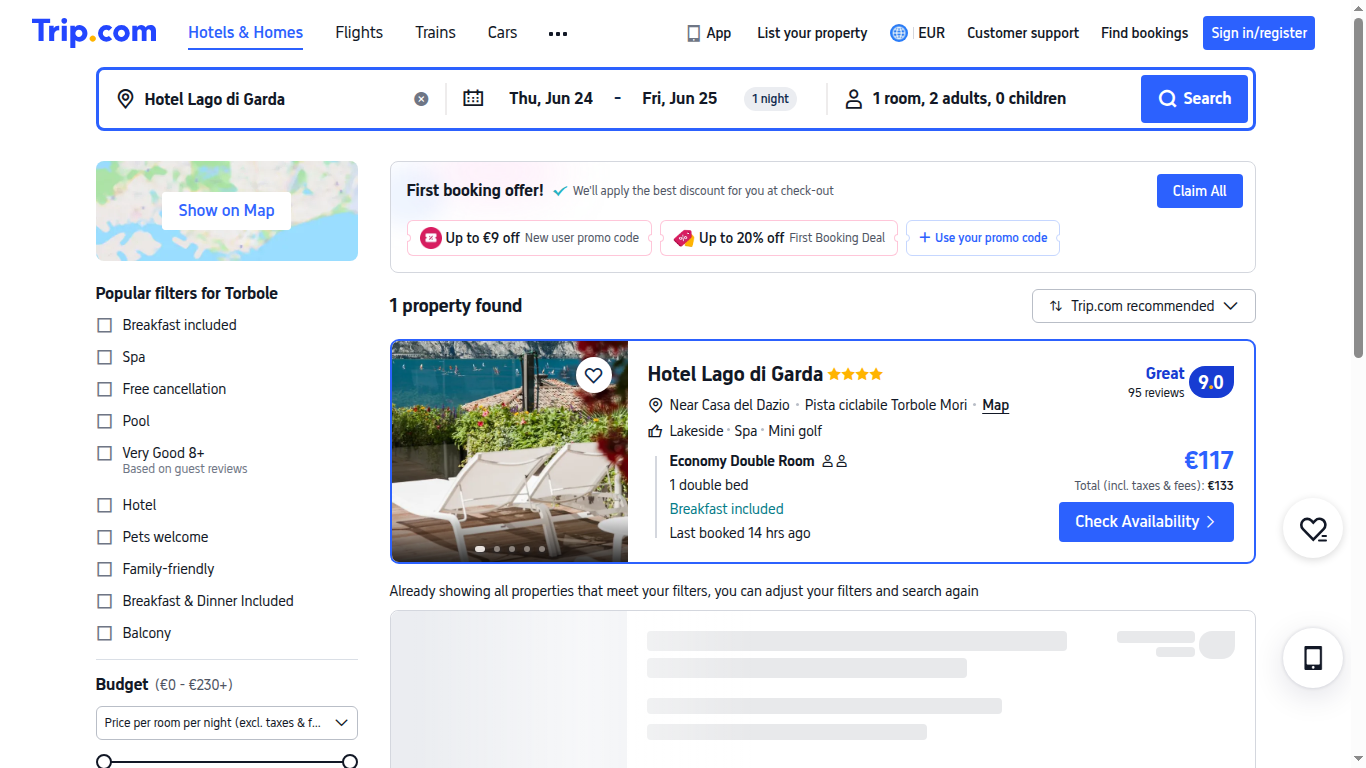 Trip.com
Hotels & Homes
Flights
Trains
Cars
App
List your property
EUR
Customer support
Find bookings
Sign in/register
Hotel Lago di Garda
Thu, Jun 24 - Fri, Jun 25
1 night
1 room, 2 adults, 0 children
Search
Show on Map
First booking offer!
We'll apply the best discount for you at check-out
Claim All
Up to €9 off New user promo code
Up to 20% off First Booking Deal
+ Use your promo code
Popular filters for Torbole
Breakfast included
Spa
Free cancellation
Pool
Very Good 8+
Based on guest reviews
Hotel
Pets welcome
Family-friendly
Breakfast & Dinner Included
Balcony
Budget (€0 - €230+)
Price per room per night (excl. taxes & f...
1 property found
Trip.com recommended
Hotel Lago di Garda
Great
95 reviews
9.0
Near Casa del Dazio · Pista ciclabile Torbole Mori · Map
Lakeside · Spa · Mini golf
Economy Double Room
1 double bed
Breakfast included
Last booked 14 hrs ago
€117
Total (incl. taxes & fees): €133
Check Availability
Already showing all properties that meet your filters, you can adjust your filters and search again